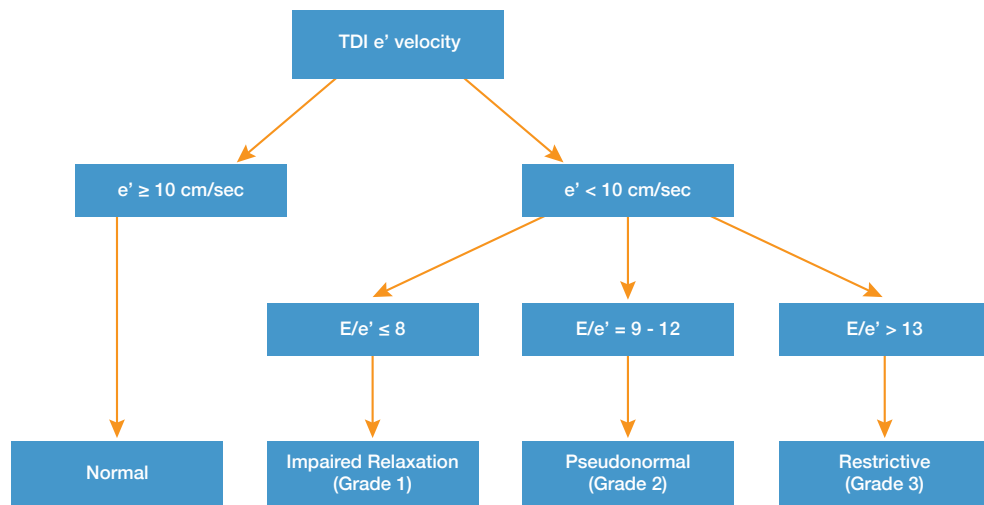 TDI e’ velocity
e’ ≥ 10 cm/sec
e’ < 10 cm/sec
E/e’ ≤ 8
E/e’ = 9 - 12
E/e’ > 13
Normal
Impaired Relaxation
(Grade 1)
Pseudonormal
(Grade 2)
Restrictive
(Grade 3)